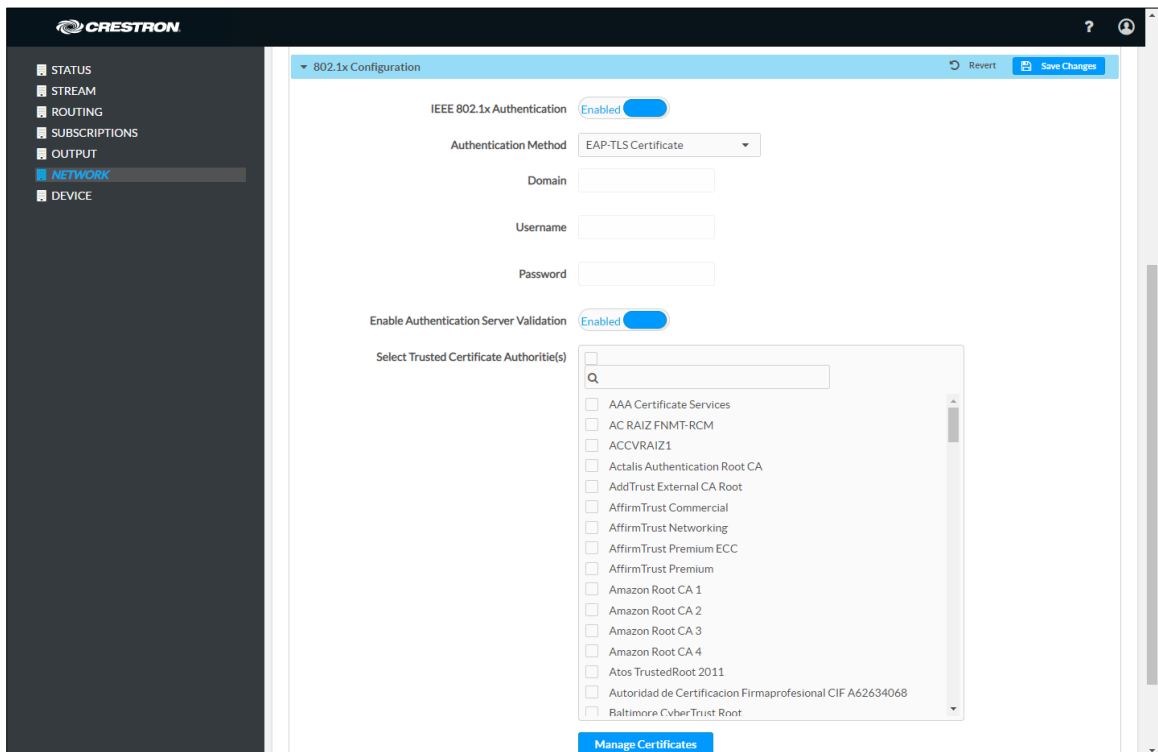 CRESTRON
?
STATUS
STREAM
ROUTING
SUBSCRIPTIONS
OUTPUT
NETWORK
DEVICE
802.1x Configuration
Revert
Save Changes
IEEE 802.1x Authentication Enabled
Authentication Method EAP-TLS Certificate
Domain
Username
Password
Enable Authentication Server Validation Enabled
Select Trusted Certificate Authoritie(s)
AAA Certificate Services
AC RAIZ FNMT-RCM
ACCVRAIZ1
Actalis Authentication Root CA
AddTrust External CA Root
AffirmTrust Commercial
AffirmTrust Networking
AffirmTrust Premium ECC
AffirmTrust Premium
Amazon Root CA 1
Amazon Root CA 2
Amazon Root CA 3
Amazon Root CA 4
Atos TrustedRoot 2011
Autoridad de Certificacion Firmaprofesional CIF A62634068
Baltimore CyberTrust Root
Manage Certificates